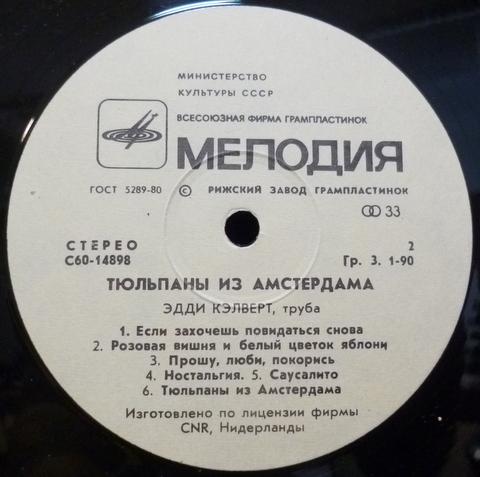 МИНИСТЕРСТВО
КУЛЬТУРЫ СССР
ВСЕСОЮЗНАЯ ФИРМА ГРАМПЛАСТИНОК
МЕЛОДИЯ
ГОСТ 5289-80 © РИЖСКИЙ ЗАВОД ГРАМПЛАСТИНОК
33
СТЕРЕО 2
С60-14898 Гр. 3. 1-90
ТЮЛЬПАНЫ ИЗ АМСТЕРДАМА
ЭДДИ КЭЛВЕРТ, труба
1. Если захочешь повидаться снова
2. Розовая вишня и белый цветок яблони
3. Прошу, люби, покорись
4. Ностальгия. 5. Саусалито
6. Тюльпаны из Амстердама
Изготовлено по лицензии фирмы
CNR, Нидерланды